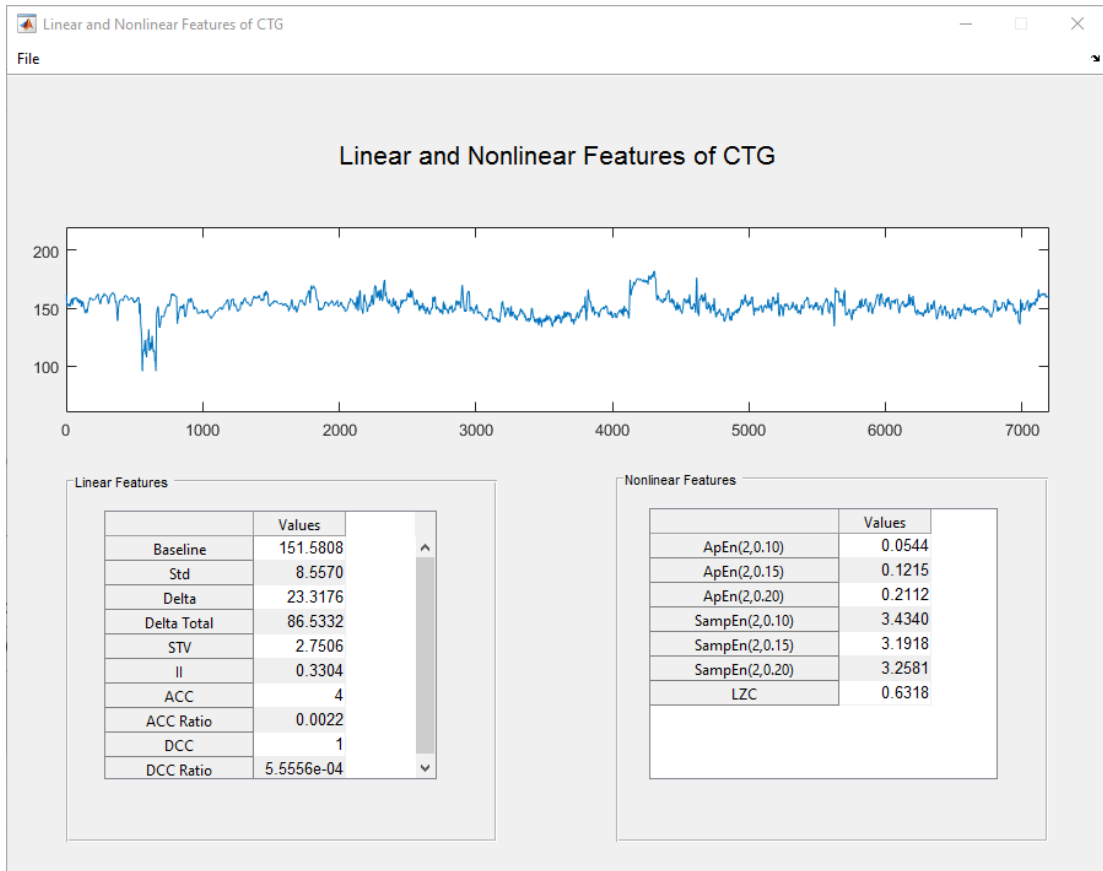 Linear and Nonlinear Features of CTG
File
Linear and Nonlinear Features of CTG
200
150
100
0 1000 2000 3000 4000 5000 6000 7000
Linear Features
Values
Baseline 151.5808
Std 8.5570
Delta 23.3176
Delta Total 86.5332
STV 2.7506
II 0.3304
ACC 4
ACC Ratio 0.0022
DCC 1
DCC Ratio 5.5556e-04
Nonlinear Features
Values
ApEn(2,0.10) 0.0544
ApEn(2,0.15) 0.1215
ApEn(2,0.20) 0.2112
SampEn(2,0.10) 3.4340
SampEn(2,0.15) 3.1918
SampEn(2,0.20) 3.2581
LZC 0.6318